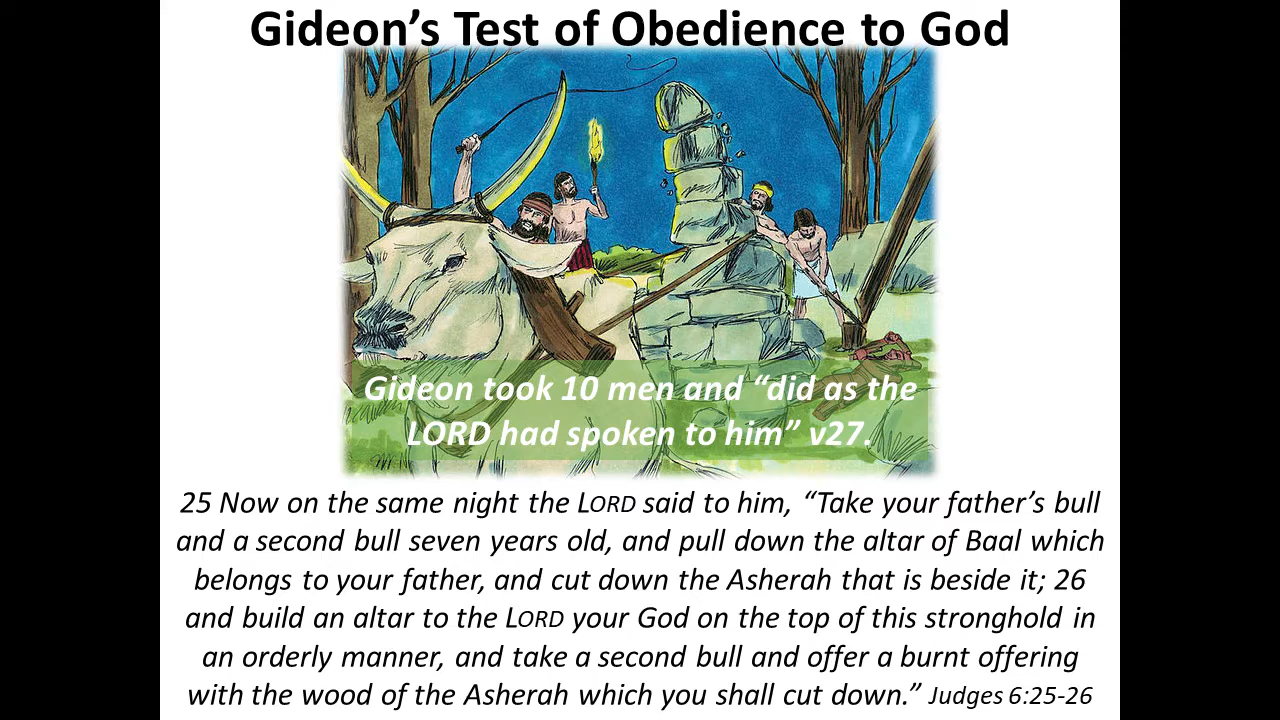 Gideon’s Test of Obedience to God
Gideon took 10 men and “did as the
LORD had spoken to him” v27.
25 Now on the same night the LORD said to him, “Take your father’s bull
and a second bull seven years old, and pull down the altar of Baal which
belongs to your father, and cut down the Asherah that is beside it; 26
and build an altar to the LORD your God on the top of this stronghold in
an orderly manner, and take a second bull and offer a burnt offering
with the wood of the Asherah which you shall cut down.” Judges 6:25-26